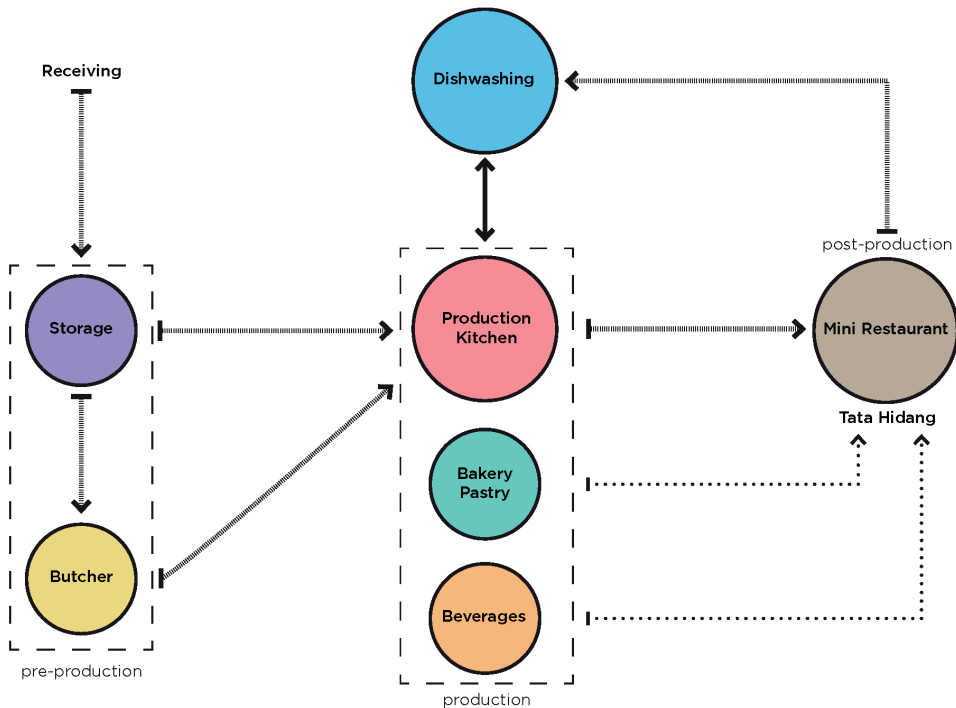 Receiving
Dishwashing
post-production
Storage
Production
Kitchen
Mini Restaurant
Tata Hidang
Bakery
Pastry
Butcher
Beverages
pre-production
production